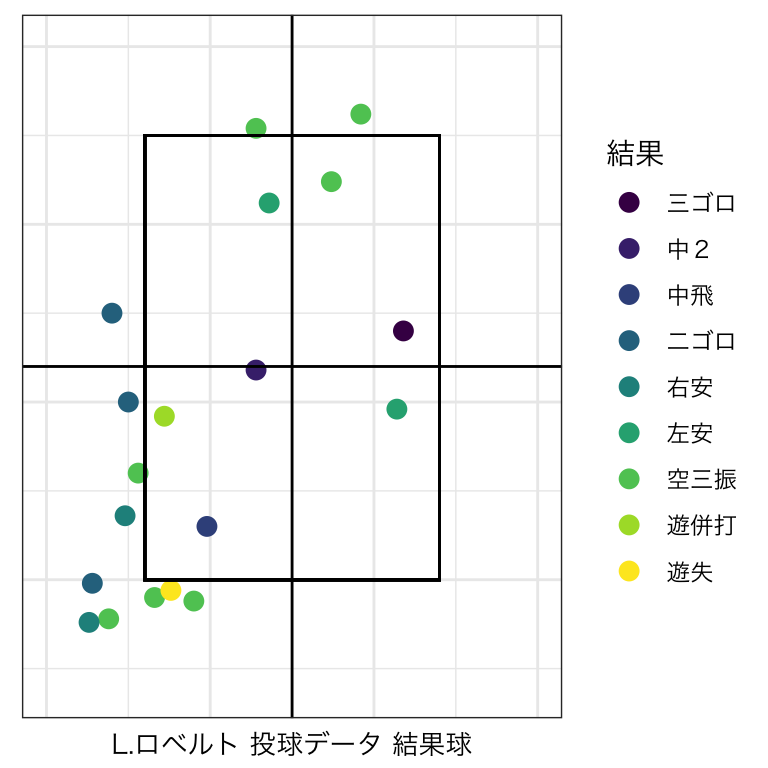 結果
三ゴロ
中２
中飛
二ゴロ
右安
左安
空三振
遊併打
遊失
L.ロベルト 投球データ 結果球